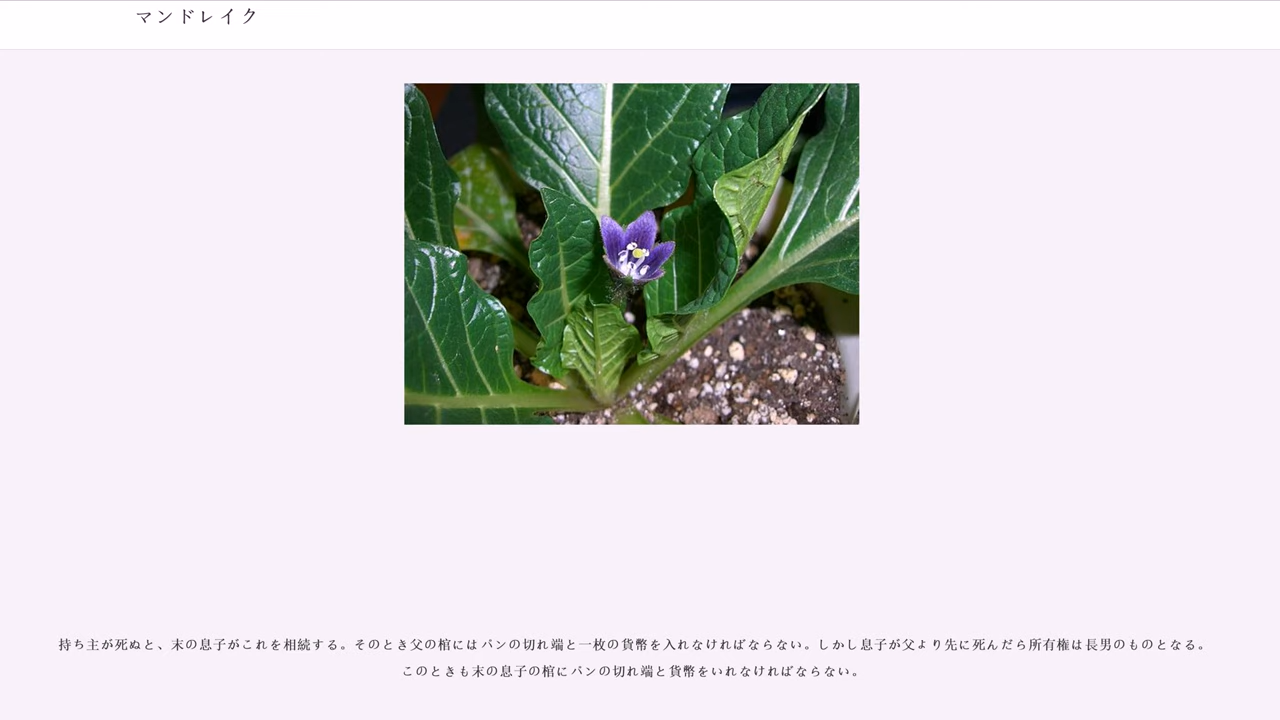 マンドレイク
持ち主が死ぬと、末の息子がこれを相続する。そのとき父の棺にはパンの切れ端と一枚の貨幣を入れなければならない。しかし息子が父より先に死んだら所有権は長男のものとなる。
このときも末の息子の棺にパンの切れ端と貨幣をいれなければならない。